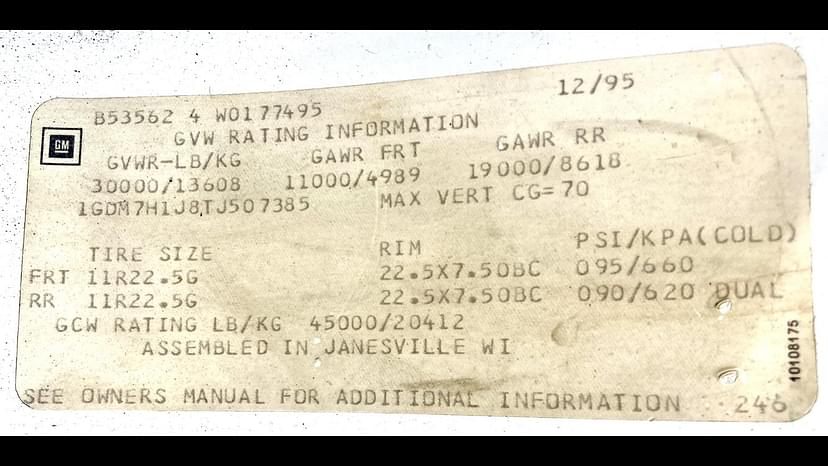 12/95
B53562 4 W0177495
GVW RATING INFORMATION
GM
GVWR-LB/KG GAWR FRT GAWR RR
30000/13608 11000/4989 19000/8618
1GDM7H1J8TJ507385 MAX VERT CG=70
TIRE SIZE RIM PSI/KPA(COLD)
FRT 11R22.5G 22.5X7.50BC 095/660
RR 11R22.5G 22.5X7.50BC 090/620 DUAL
GCW RATING LB/KG 45000/20412
ASSEMBLED IN JANESVILLE WI
10108175
SEE OWNERS MANUAL FOR ADDITIONAL INFORMATION 246